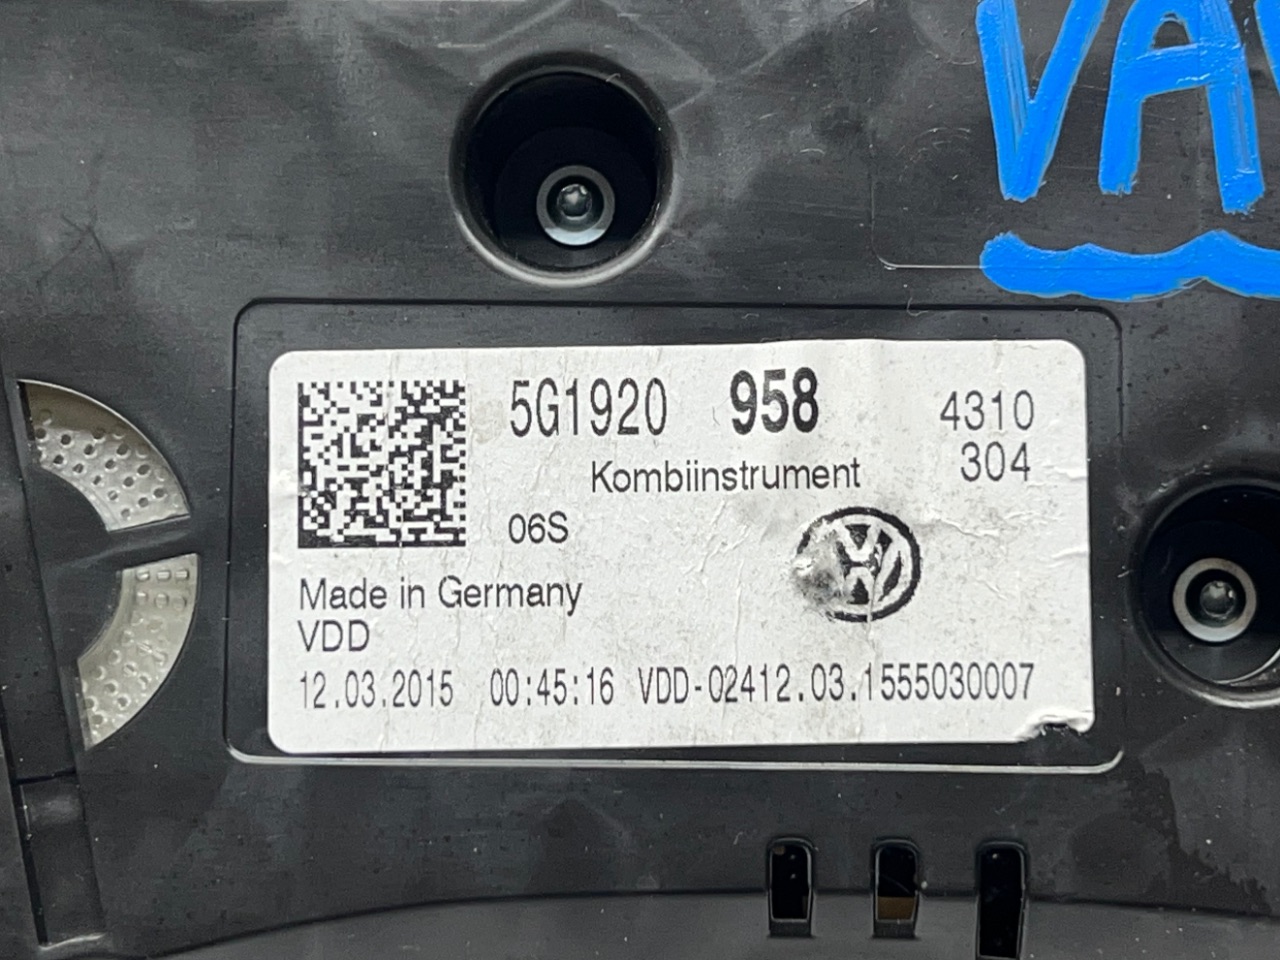 VAV
5G1920 958 4310
304
Kombiinstrument
06S
Made in Germany
VDD
12.03.2015 00:45:16 VDD-02412.03.1555030007